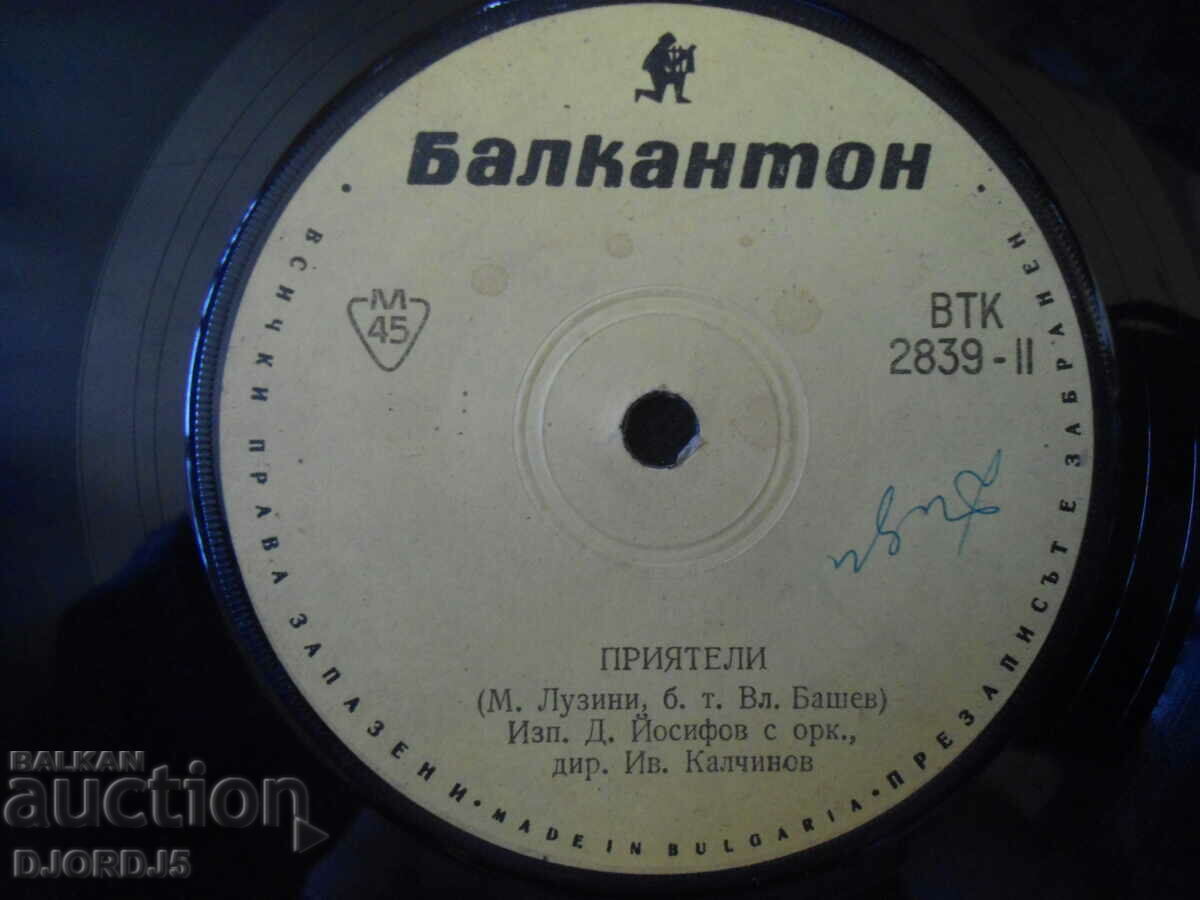 Балкантон
М
45
ВТК
2839-II
ПРИЯТЕЛИ
(М. Лузини, б. т. Вл. Башев)
Изп. Д. Йосифов с орк.,
дир. Ив. Калчинов
· ВСИЧКИ ПРАВА ЗАПАЗЕНИ · MADE IN BULGARIA · ПРЕЗАПИСЪТ Е ЗАБРАНЕН ·
BALKAN
auction
DJORDJ5